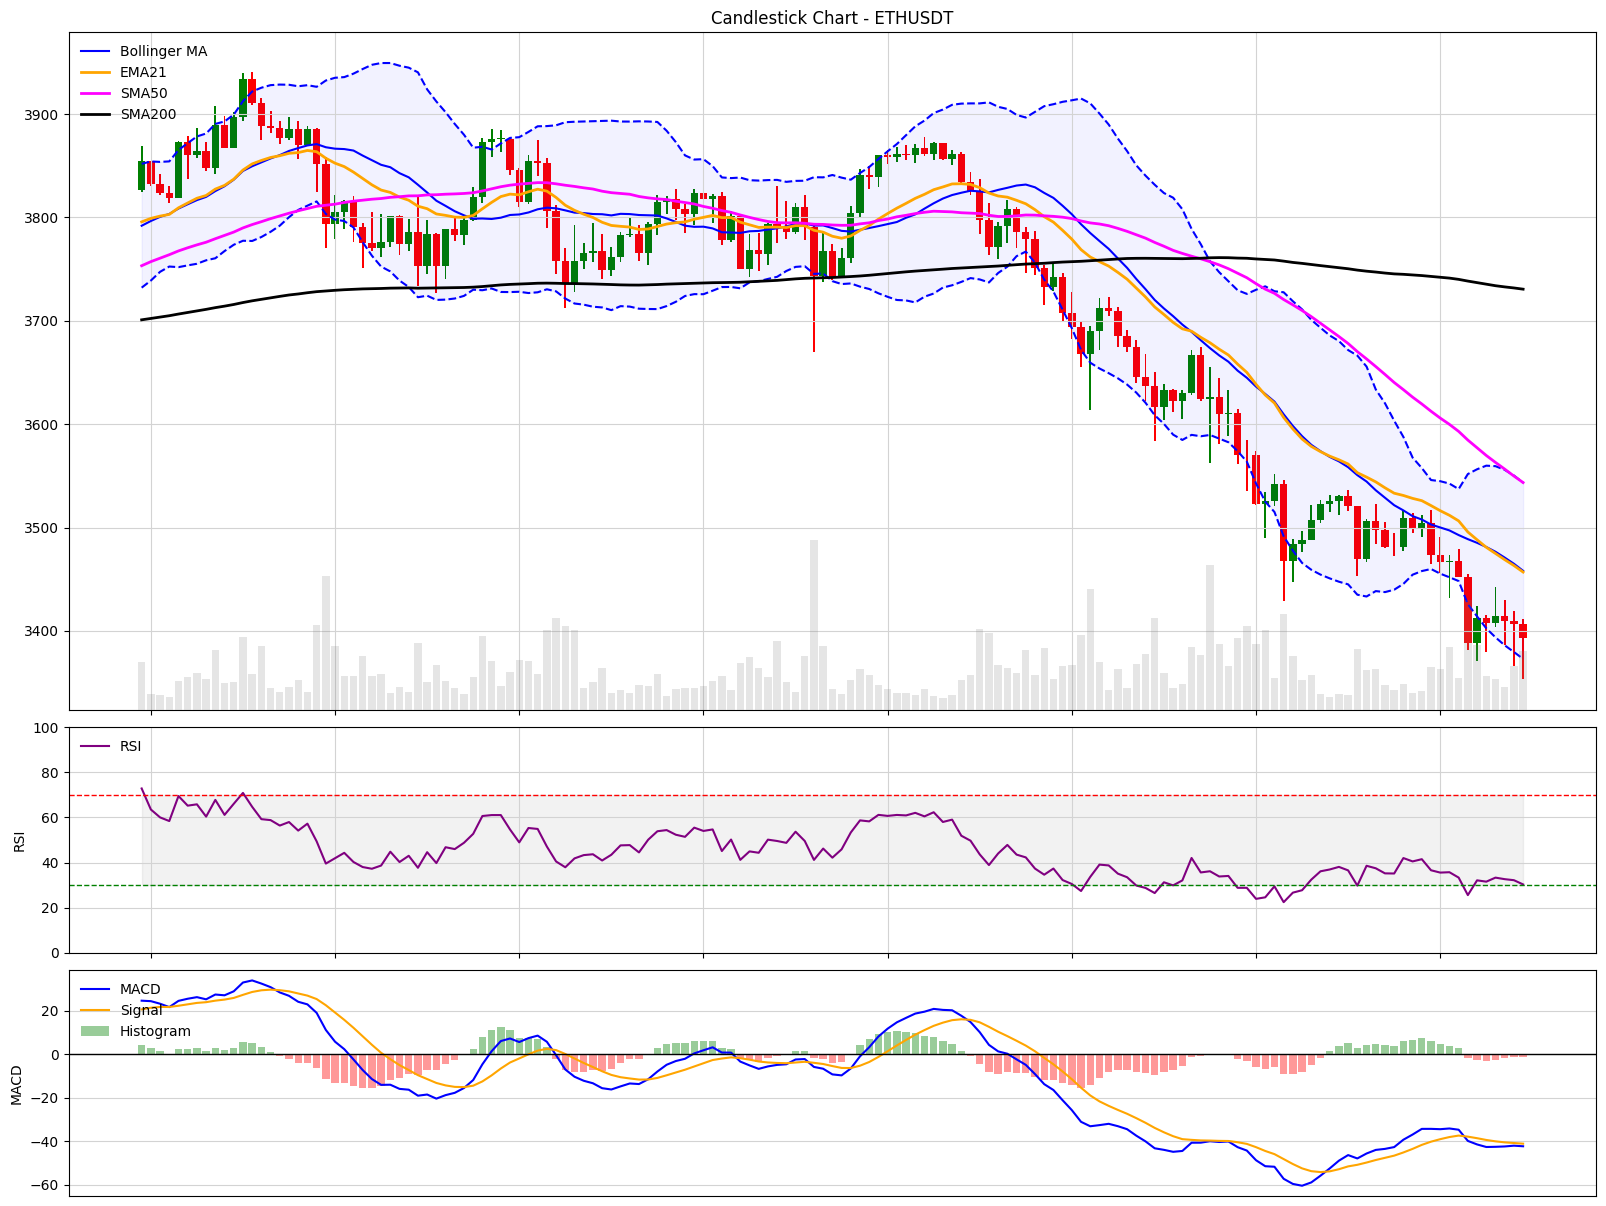 Candlestick Chart - ETHUSDT
Bollinger MA
EMA21
SMA50
SMA200
3900
3800
3700
3600
3500
3400
RSI
100
80
60
40
20
0
RSI
MACD
Signal
Histogram
20
0
−20
−40
−60
MACD